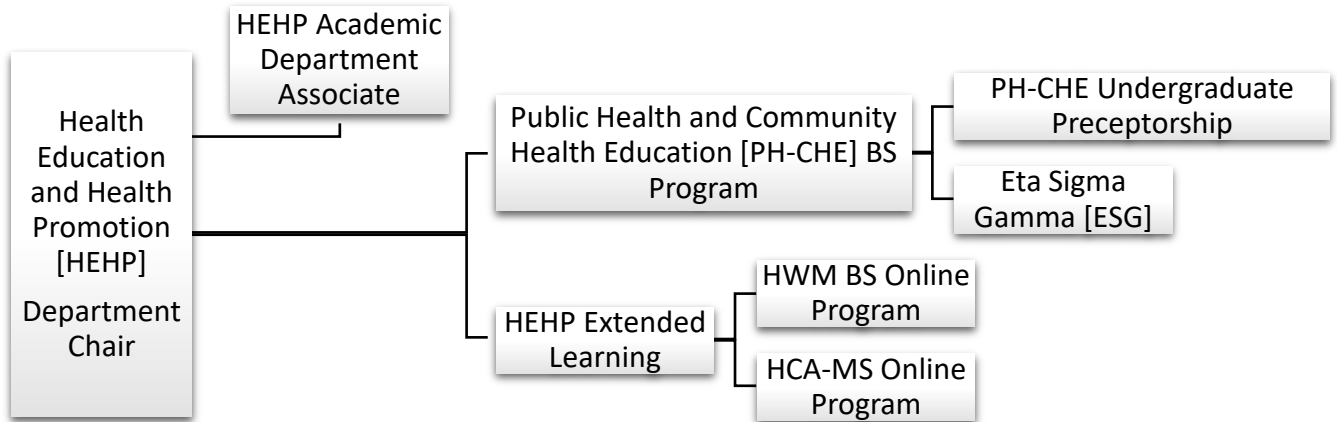 Health
Education
and Health
Promotion
[HEHP]
Department
Chair
HEHP Academic
Department
Associate
Public Health and Community
Health Education [PH-CHE] BS
Program
PH-CHE Undergraduate
Preceptorship
Eta Sigma
Gamma [ESG]
HEHP Extended
Learning
HWM BS Online
Program
HCA-MS Online
Program